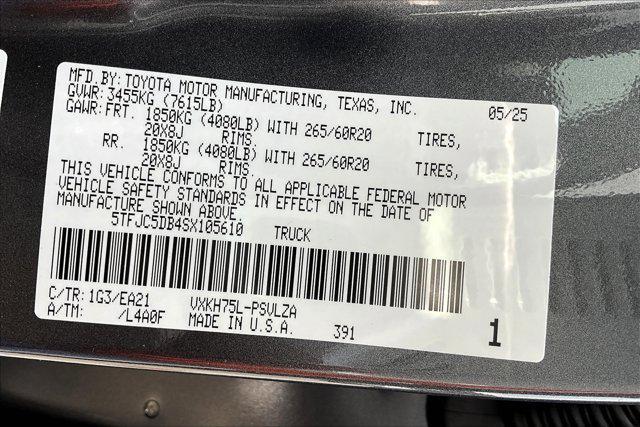 MFD.BY: TOYOTA MOTOR MANUFACTURING, TEXAS, INC. 05/25
GVWR: 3455KG (7615LB)
GAWR: FRT. 1850KG (4080LB) WITH 265/60R20 TIRES,
20X8J RIMS.
RR. 1850KG (4080LB) WITH 265/60R20 TIRES,
20X8J RIMS.
THIS VEHICLE CONFORMS TO ALL APPLICABLE FEDERAL MOTOR
VEHICLE SAFETY STANDARDS IN EFFECT ON THE DATE OF
MANUFACTURE SHOWN ABOVE.
5TFJC5DB4SX105610 TRUCK
C/TR: 1G3/EA21 VXKH75L-PSVLZA
A/TM: /L4A0F MADE IN U.S.A. 391 1